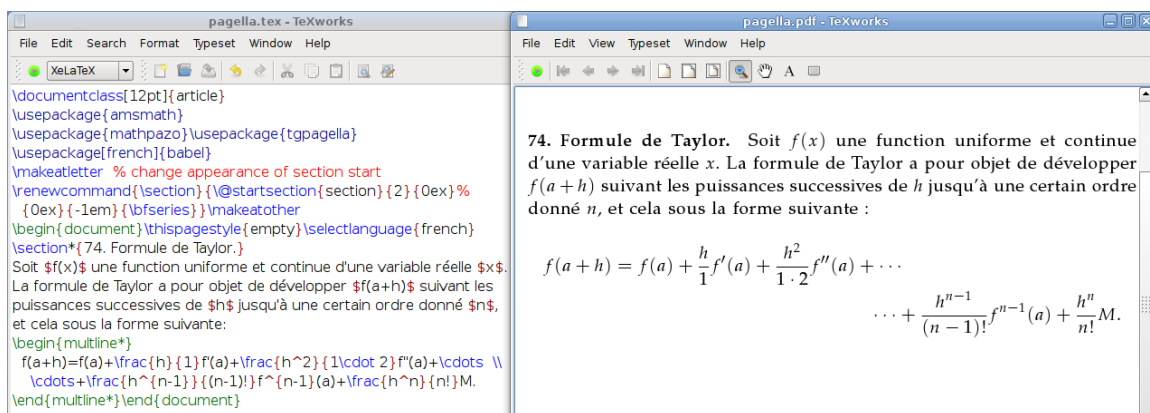 pagella.tex - TeXworks
File Edit Search Format Typeset Window Help
XeLaTeX
\documentclass[12pt]{article}
\usepackage{amsmath}
\usepackage{mathpazo}\usepackage{tgpagella}
\usepackage[french]{babel}
\makeatletter % change appearance of section start
\renewcommand{\section}{\@startsection{section}{2}{0ex}%
{0ex}{-1em}{\bfseries}}\makeatother
\begin{document}\thispagestyle{empty}\selectlanguage{french}
\section*{74. Formule de Taylor.}
Soit $f(x)$ une function uniforme et continue d'une variable réelle $x$.
La formule de Taylor a pour objet de développer $f(a+h)$ suivant les
puissances successives de $h$ jusqu'à une certain ordre donné $n$,
et cela sous la forme suivante:
\begin{multline*}
f(a+h)=f(a)+\frac{h}{1}f'(a)+\frac{h^2}{1\cdot 2}f''(a)+\cdots \\
\cdots+\frac{h^{n-1}}{(n-1)!}f^{n-1}(a)+\frac{h^n}{n!}M.
\end{multline*}\end{document}
pagella.pdf - TeXworks
File Edit View Typeset Window Help
A
74. Formule de Taylor. Soit f(x) une function uniforme et continue
d'une variable réelle x. La formule de Taylor a pour objet de développer
f(a + h) suivant les puissances successives de h jusqu'à une certain ordre
donné n, et cela sous la forme suivante :
f(a + h) = f(a) + h/1 f′(a) + h²/1 · 2 f″(a) + ⋯
⋯ + hⁿ⁻¹/(n − 1)! fⁿ⁻¹(a) + hⁿ/n! M.